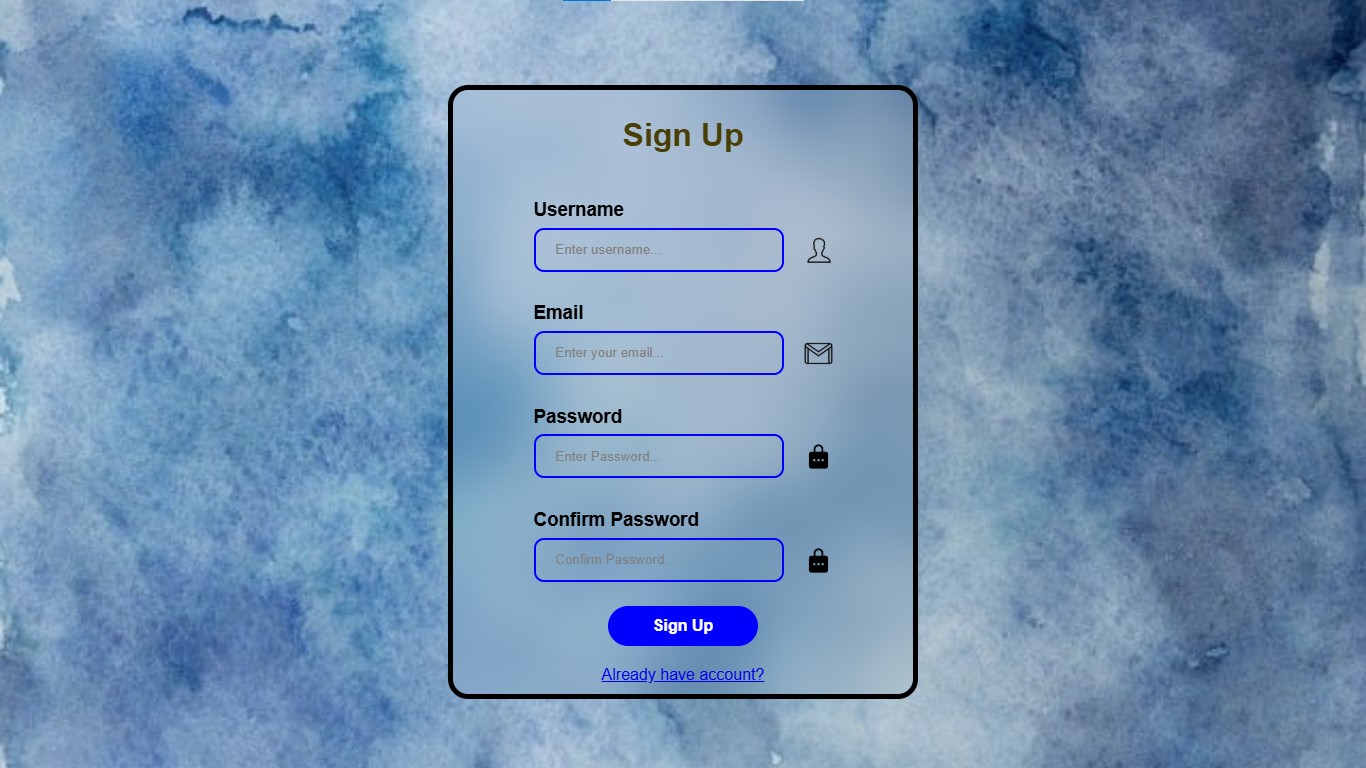 Sign Up
Username
Enter username...
Email
Enter your email...
Password
Enter Password...
Confirm Password
Confirm Password...
Sign Up
Already have account?